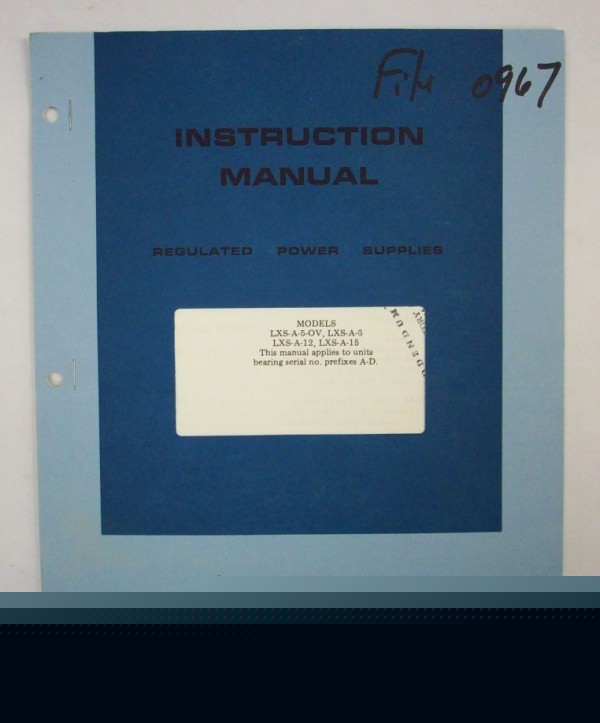 File 0967
INSTRUCTION
MANUAL
REGULATED POWER SUPPLIES
MODELS
LXS-A-5-OV, LXS-A-5
LXS-A-12, LXS-A-15
This manual applies to units
bearing serial no. prefixes A-D.